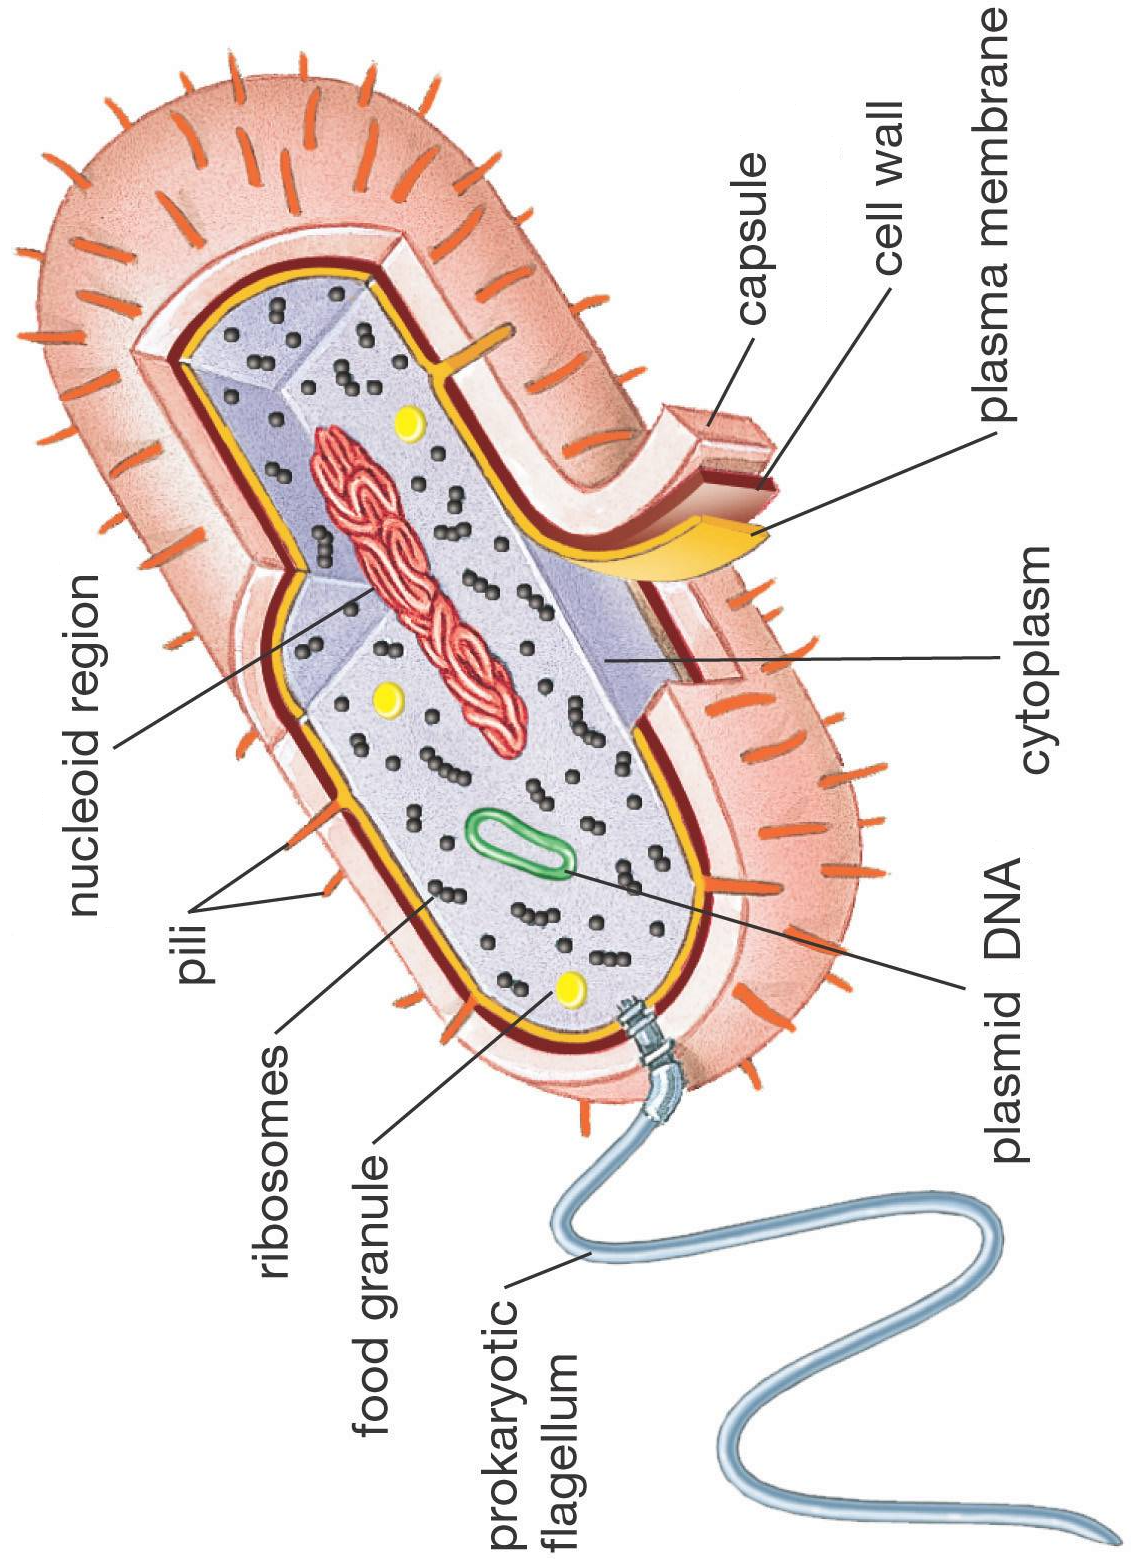 pili
nucleoid region
ribosomes
food granule
prokaryotic
flagellum
capsule
cell wall
plasma membrane
cytoplasm
plasmid DNA